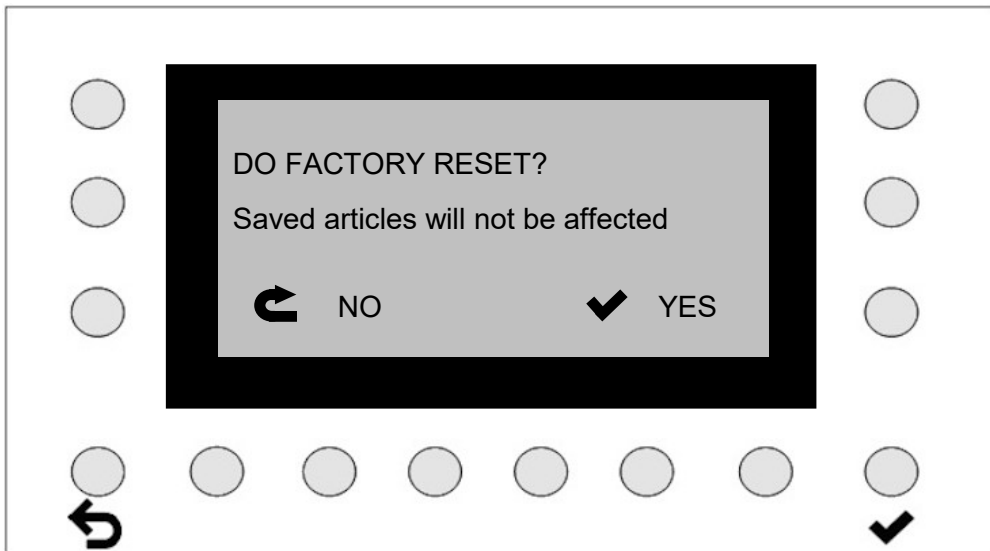 DO FACTORY RESET?
Saved articles will not be affected
NO YES